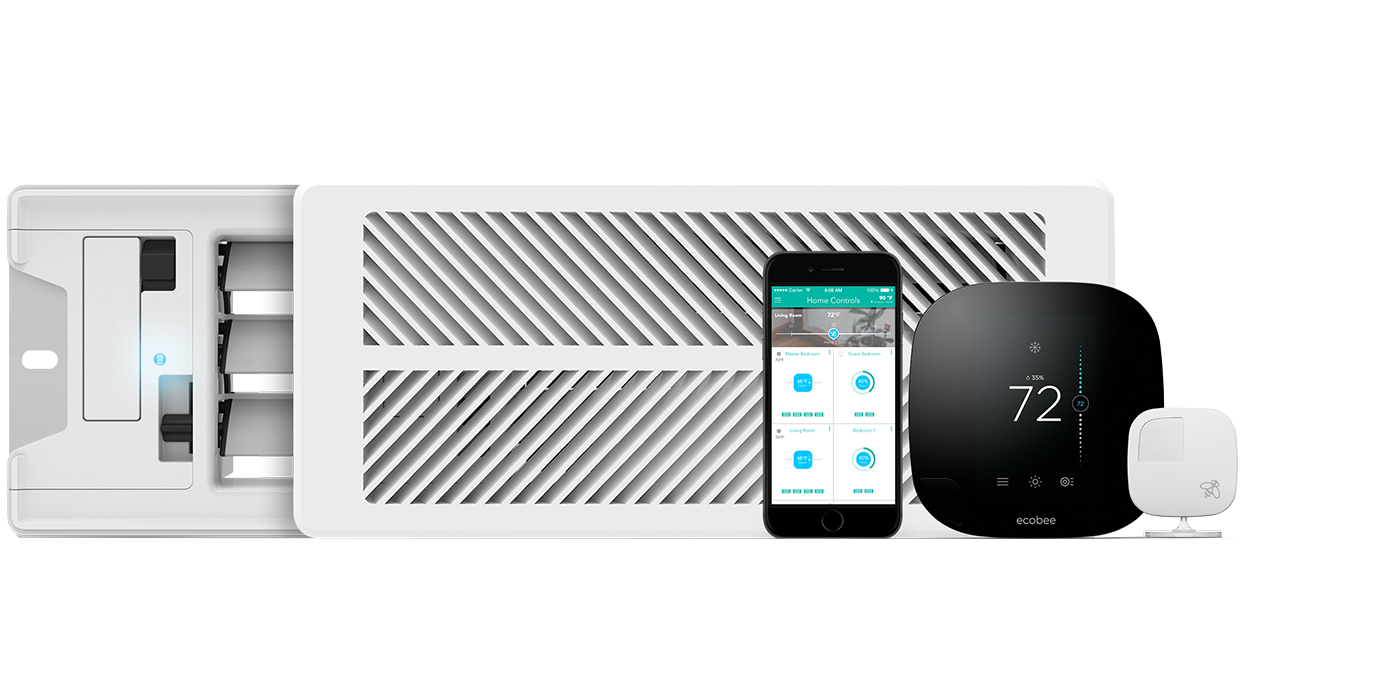 Carrier 8:08 AM 100%
Home Controls 90 °F
Living Room 72°F
Master Bedroom
72°F
68 °F
Guest Bedroom
40%
Living Room
72°F
68 °F
Bedroom 1
40%
35%
72
72
ecobee